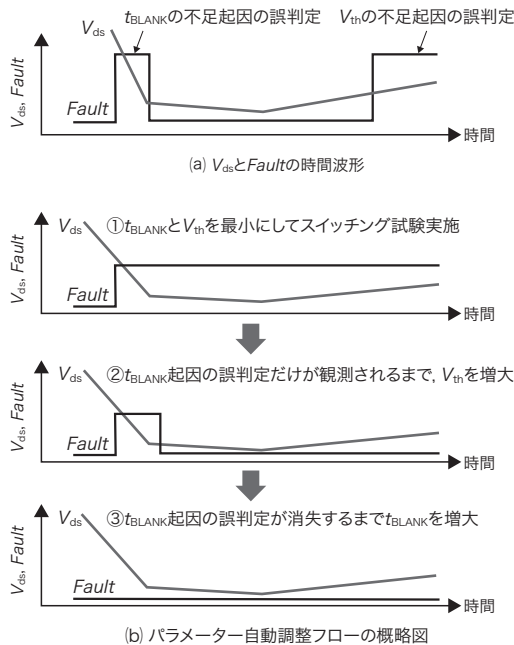 tBLANKの不足起因の誤判定 Vthの不足起因の誤判定
Vds
Fault
Vds, Fault
時間
(a) VdsとFaultの時間波形
Vds ①tBLANKとVthを最小にしてスイッチング試験実施
Fault
Vds, Fault
時間
Vds ②tBLANK起因の誤判定だけが観測されるまで, Vthを増大
Fault
Vds, Fault
時間
Vds ③tBLANK起因の誤判定が消失するまでtBLANKを増大
Fault
Vds, Fault
時間
(b) パラメーター自動調整フローの概略図